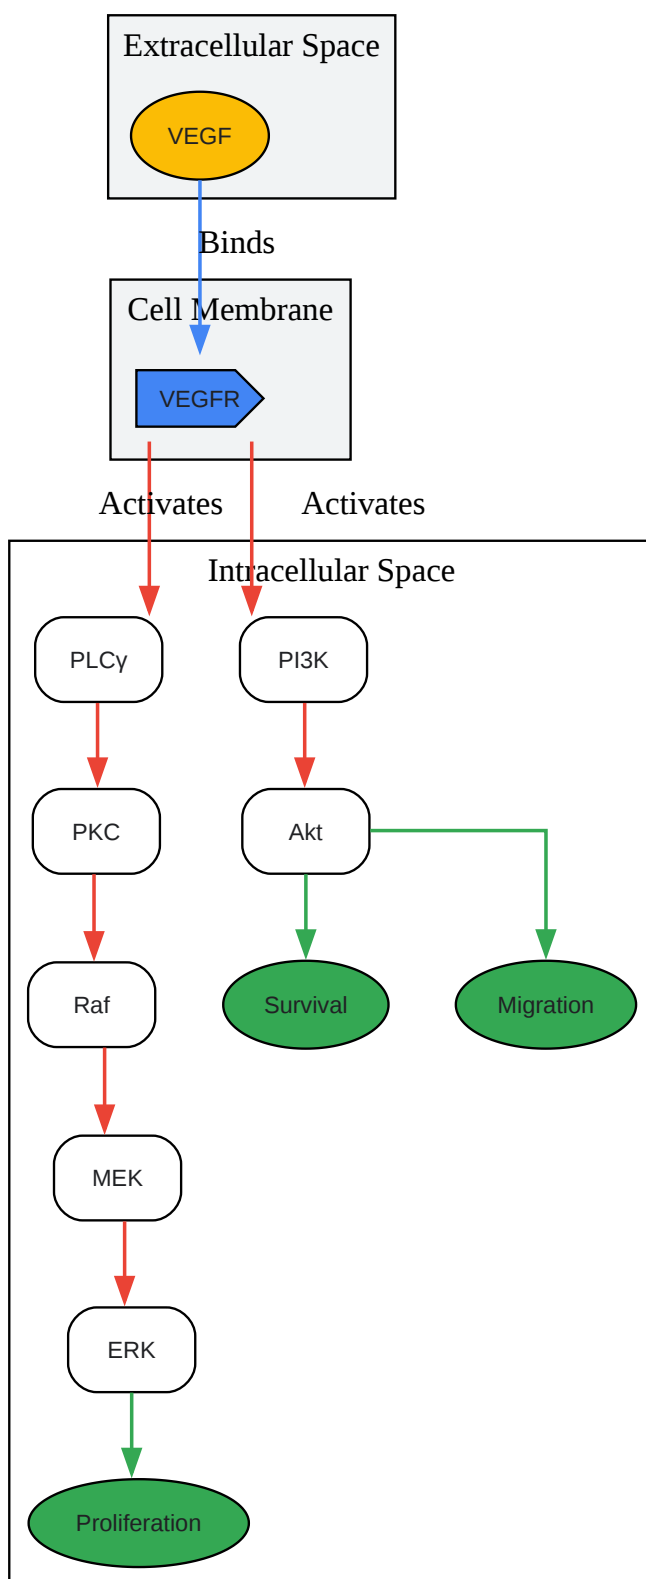 Extracellular Space
VEGF
Binds
Cell Membrane
VEGFR
Activates
Activates
Intracellular Space
PLCγ
PI3K
PKC
Akt
Raf
Survival
Migration
MEK
ERK
Proliferation